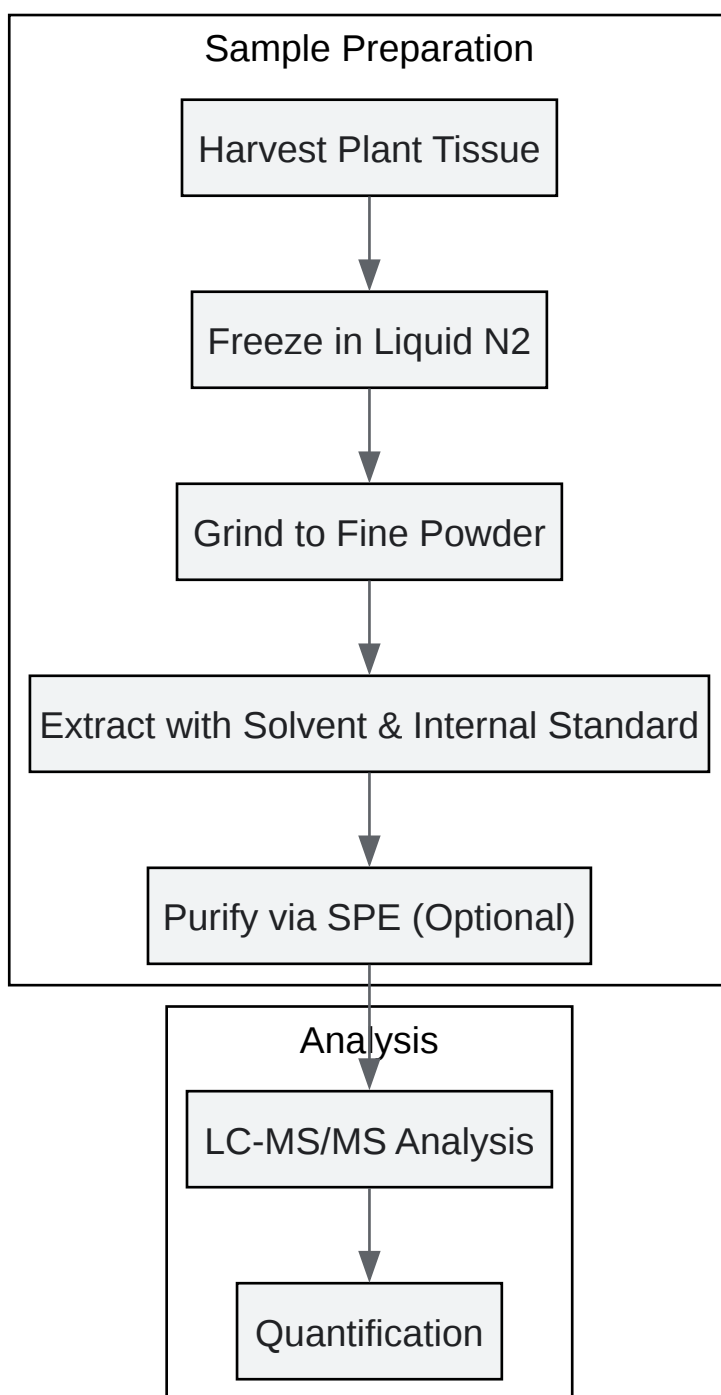 Sample Preparation
Harvest Plant Tissue
Freeze in Liquid N2
Grind to Fine Powder
Extract with Solvent & Internal Standard
Purify via SPE (Optional)
Analysis
LC-MS/MS Analysis
Quantification